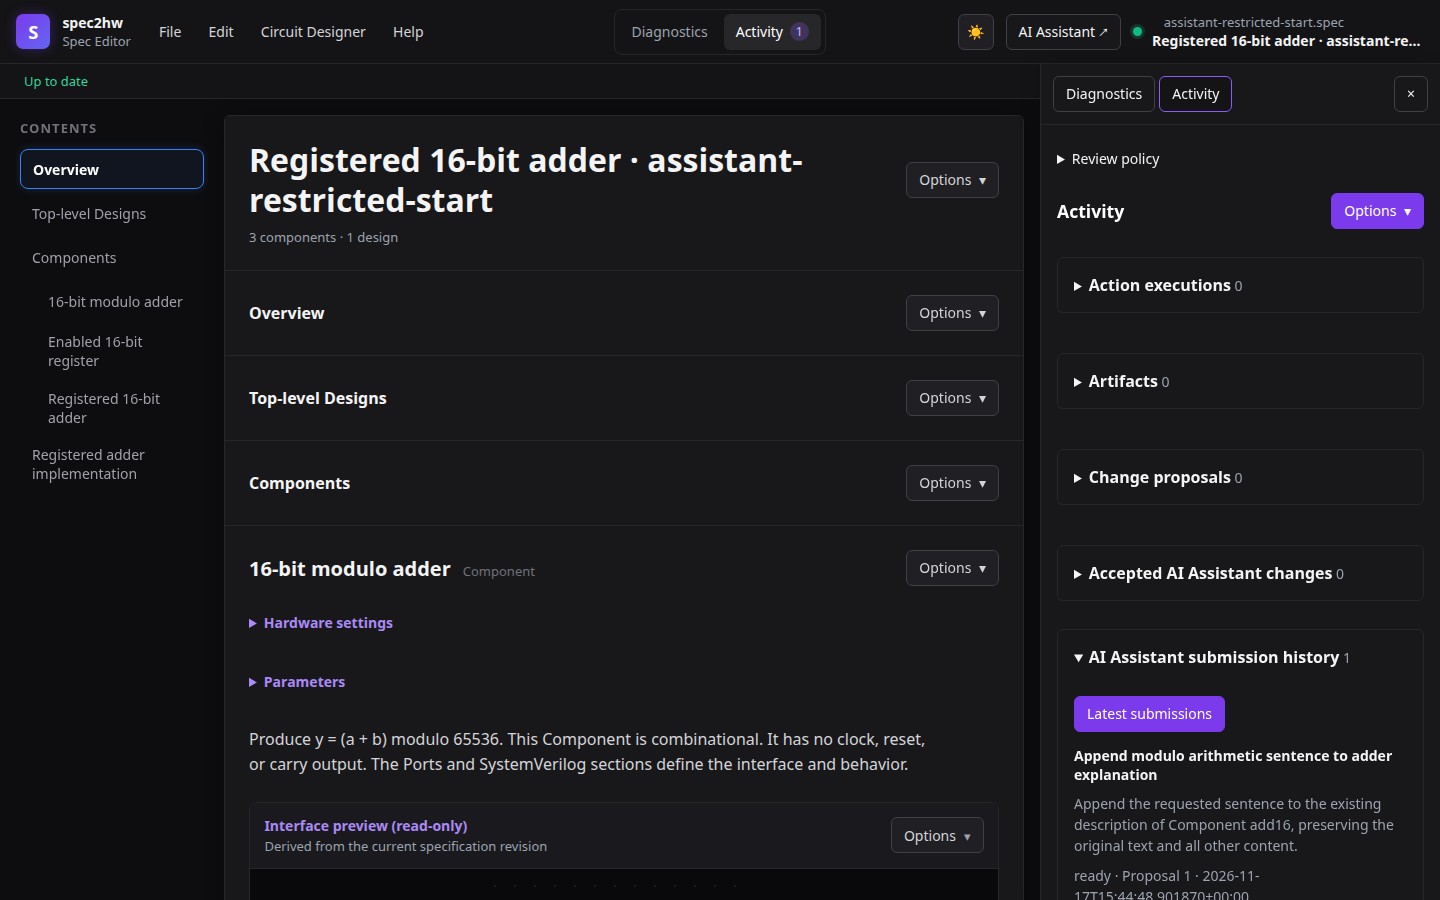 S
spec2hw
Spec Editor
File
Edit
Circuit Designer
Help
Diagnostics
Activity 1
AI Assistant ↗
assistant-restricted-start.spec
Registered 16-bit adder · assistant-re...
Up to date
CONTENTS
Overview
Top-level Designs
Components
16-bit modulo adder
Enabled 16-bit
register
Registered 16-bit
adder
Registered adder
implementation
Registered 16-bit adder · assistant-
restricted-start
3 components · 1 design
Options ▾
Overview
Options ▾
Top-level Designs
Options ▾
Components
Options ▾
16-bit modulo adder Component
Options ▾
Hardware settings
Parameters
Produce y = (a + b) modulo 65536. This Component is combinational. It has no clock, reset,
or carry output. The Ports and SystemVerilog sections define the interface and behavior.
Interface preview (read-only)
Derived from the current specification revision
Options ▾
Diagnostics
Activity
×
Review policy
Activity
Options ▾
Action executions 0
Artifacts 0
Change proposals 0
Accepted AI Assistant changes 0
AI Assistant submission history 1
Latest submissions
Append modulo arithmetic sentence to adder
explanation
Append the requested sentence to the existing
description of Component add16, preserving the
original text and all other content.
ready · Proposal 1 · 2026-11-
17T15:44:48.901870+00:00